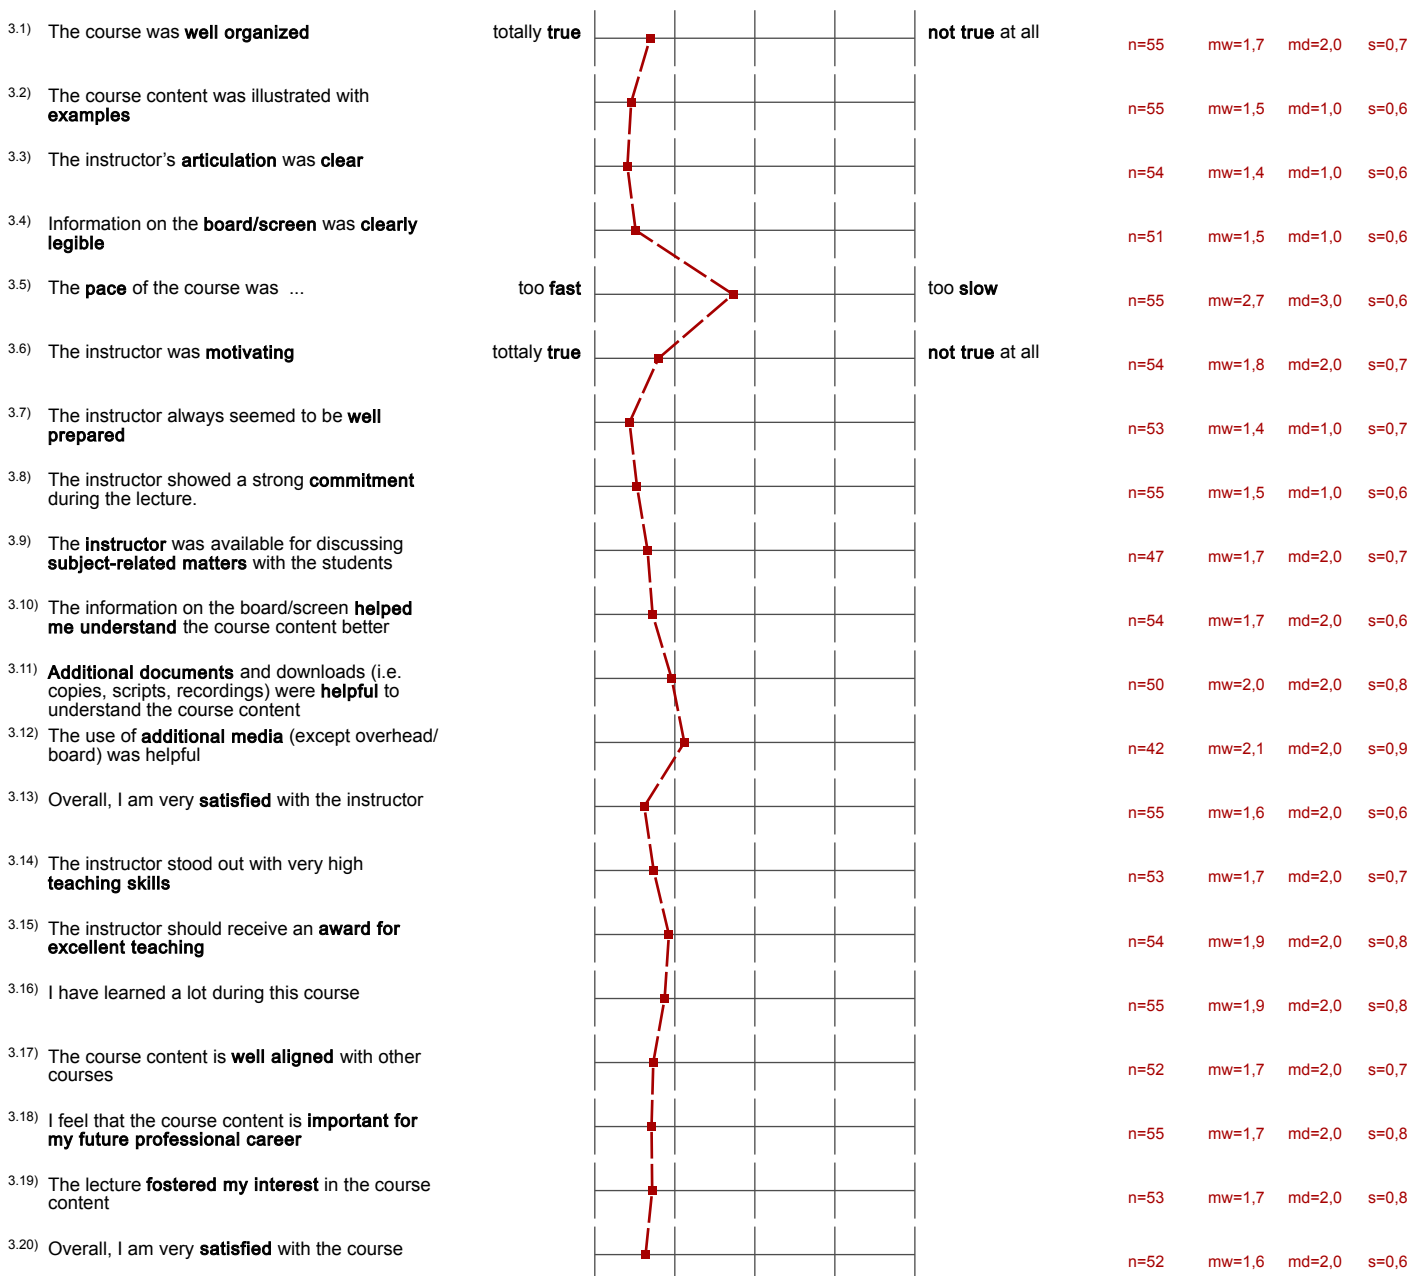 3.1) The course was well organized totally true not true at all n=55 mw=1,7 md=2,0 s=0,7
3.2) The course content was illustrated with
examples n=55 mw=1,5 md=1,0 s=0,6
3.3) The instructor's articulation was clear n=54 mw=1,4 md=1,0 s=0,6
3.4) Information on the board/screen was clearly
legible n=51 mw=1,5 md=1,0 s=0,6
3.5) The pace of the course was ... too fast too slow n=55 mw=2,7 md=3,0 s=0,6
3.6) The instructor was motivating tottaly true not true at all n=54 mw=1,8 md=2,0 s=0,7
3.7) The instructor always seemed to be well
prepared n=53 mw=1,4 md=1,0 s=0,7
3.8) The instructor showed a strong commitment
during the lecture. n=55 mw=1,5 md=1,0 s=0,6
3.9) The instructor was available for discussing
subject-related matters with the students n=47 mw=1,7 md=2,0 s=0,7
3.10) The information on the board/screen helped
me understand the course content better n=54 mw=1,7 md=2,0 s=0,6
3.11) Additional documents and downloads (i.e.
copies, scripts, recordings) were helpful to n=50 mw=2,0 md=2,0 s=0,8
understand the course content
3.12) The use of additional media (except overhead/
board) was helpful n=42 mw=2,1 md=2,0 s=0,9
3.13) Overall, I am very satisfied with the instructor n=55 mw=1,6 md=2,0 s=0,6
3.14) The instructor stood out with very high
teaching skills n=53 mw=1,7 md=2,0 s=0,7
3.15) The instructor should receive an award for
excellent teaching n=54 mw=1,9 md=2,0 s=0,8
3.16) I have learned a lot during this course n=55 mw=1,9 md=2,0 s=0,8
3.17) The course content is well aligned with other
courses n=52 mw=1,7 md=2,0 s=0,7
3.18) I feel that the course content is important for
my future professional career n=55 mw=1,7 md=2,0 s=0,8
3.19) The lecture fostered my interest in the course
content n=53 mw=1,7 md=2,0 s=0,8
3.20) Overall, I am very satisfied with the course n=52 mw=1,6 md=2,0 s=0,6